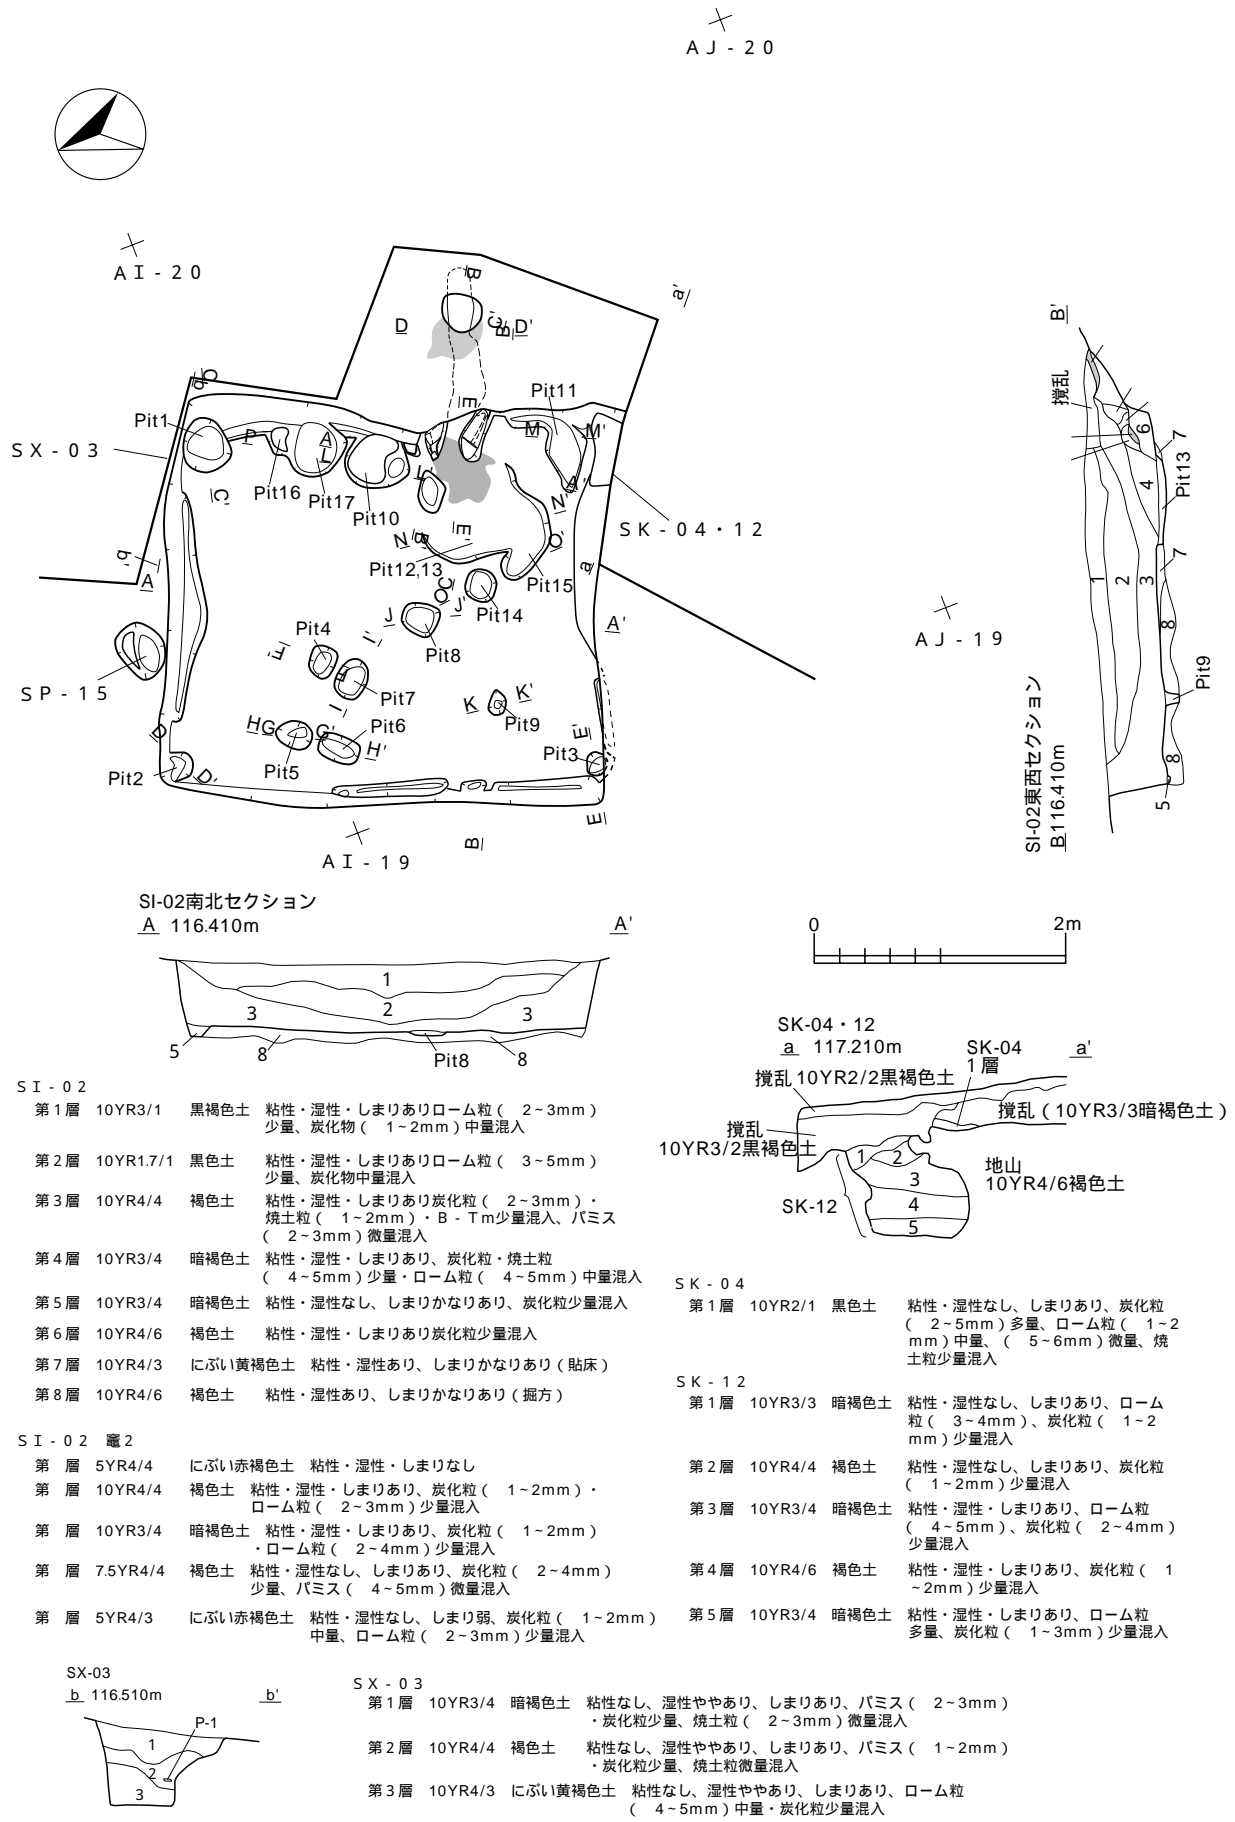 AJ-20
AI-20
a'
B
D
C'
B'
D'
b
C
Pit1
SX-03
P
A
L
E
Pit11
M
M'
A'
L'
C'
Pit16
Pit17
Pit10
N'
SK-04・12
N
B'
E'
O'
Pit12,13
Pit15
a
b'
A
C
O
J'
Pit14
J
I'
Pit8
A'
Pit4
F'
F
SP-15
Pit7
I
K
K'
Pit9
HG
G'
Pit6
H'
D
Pit5
E'
Pit3
Pit2
D'
E
B
AI-19
AJ-19
B'
撹乱
6
7
Pit13
4
1
2
3
7
8
Pit9
8
5
SI-02東西セクション
B116.410m
SI-02南北セクション
A 116.410m
A'
1
2
3
3
5
8
Pit8
8
0
2m
SK-04・12
a 117.210m
a'
SK-04
1層
撹乱10YR2/2黒褐色土
撹乱(10YR3/3暗褐色土)
撹乱
10YR3/2黒褐色土
1
2
3
4
5
SK-12
地山
10YR4/6褐色土
SI-02
第1層 10YR3/1 黒褐色土 粘性・湿性・しまりありローム粒( 2~3mm)
少量、炭化物( 1~2mm)中量混入
第2層 10YR1.7/1 黒色土 粘性・湿性・しまりありローム粒( 3~5mm)
少量、炭化物中量混入
第3層 10YR4/4 褐色土 粘性・湿性・しまりあり炭化粒( 2~3mm)・
焼土粒( 1~2mm)・B-Tm少量混入、パミス
( 2~3mm)微量混入
第4層 10YR3/4 暗褐色土 粘性・湿性・しまりあり、炭化粒・焼土粒
( 4~5mm)少量・ローム粒( 4~5mm)中量混入
第5層 10YR3/4 暗褐色土 粘性・湿性なし、しまりかなりあり、炭化粒少量混入
第6層 10YR4/6 褐色土 粘性・湿性・しまりあり炭化粒少量混入
第7層 10YR4/3 にぶい黄褐色土 粘性・湿性あり、しまりかなりあり(貼床)
第8層 10YR4/6 褐色土 粘性・湿性あり、しまりかなりあり(掘方)
SI-02 竈2
第 層 5YR4/4 にぶい赤褐色土 粘性・湿性・しまりなし
第 層 10YR4/4 褐色土 粘性・湿性・しまりあり、炭化粒( 1~2mm)・
ローム粒( 2~3mm)少量混入
第 層 10YR3/4 暗褐色土 粘性・湿性・しまりあり、炭化粒( 1~2mm)
・ローム粒( 2~4mm)少量混入
第 層 7.5YR4/4 褐色土 粘性・湿性なし、しまりあり、炭化粒( 2~4mm)
少量、パミス( 4~5mm)微量混入
第 層 5YR4/3 にぶい赤褐色土 粘性・湿性なし、しまり弱、炭化粒( 1~2mm)
中量、ローム粒( 2~3mm)少量混入
SK-04
第1層 10YR2/1 黒色土 粘性・湿性なし、しまりあり、炭化粒
( 2~5mm)多量、ローム粒( 1~2
mm)中量、( 5~6mm)微量、焼
土粒少量混入
SK-12
第1層 10YR3/3 暗褐色土 粘性・湿性なし、しまりあり、ローム
粒( 3~4mm)、炭化粒( 1~2
mm)少量混入
第2層 10YR4/4 褐色土 粘性・湿性なし、しまりあり、炭化粒
( 1~2mm)少量混入
第3層 10YR3/4 暗褐色土 粘性・湿性・しまりあり、ローム粒
( 4~5mm)、炭化粒( 2~4mm)
少量混入
第4層 10YR4/6 褐色土 粘性・湿性・しまりあり、炭化粒( 1
~2mm)少量混入
第5層 10YR3/4 暗褐色土 粘性・湿性・しまりあり、ローム粒
多量、炭化粒( 1~3mm)少量混入
SX-03
b 116.510m
b'
P-1
1
2
3
SX-03
第1層 10YR3/4 暗褐色土 粘性なし、湿性ややあり、しまりあり、パミス( 2~3mm)
・炭化粒少量、焼土粒( 2~3mm)微量混入
第2層 10YR4/4 褐色土 粘性なし、湿性ややあり、しまりあり、パミス( 1~2mm)
・炭化粒少量、焼土粒微量混入
第3層 10YR4/3 にぶい黄褐色土 粘性なし、湿性ややあり、しまりあり、ローム粒
( 4~5mm)中量・炭化粒少量混入